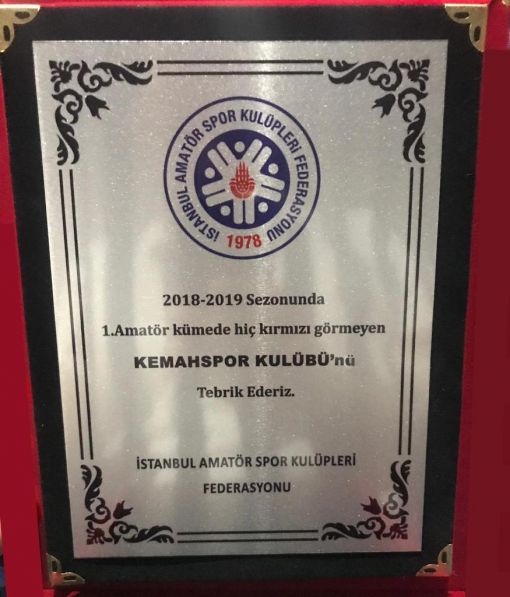 İSTANBUL AMATÖR SPOR KULÜPLERİ FEDERASYONU
1978
2018-2019 Sezonunda
1.Amatör kümede hiç kırmızı görmeyen
KEMAHSPOR KULÜBÜ'nü
Tebrik Ederiz.
İSTANBUL AMATÖR SPOR KULÜPLERİ
FEDERASYONU